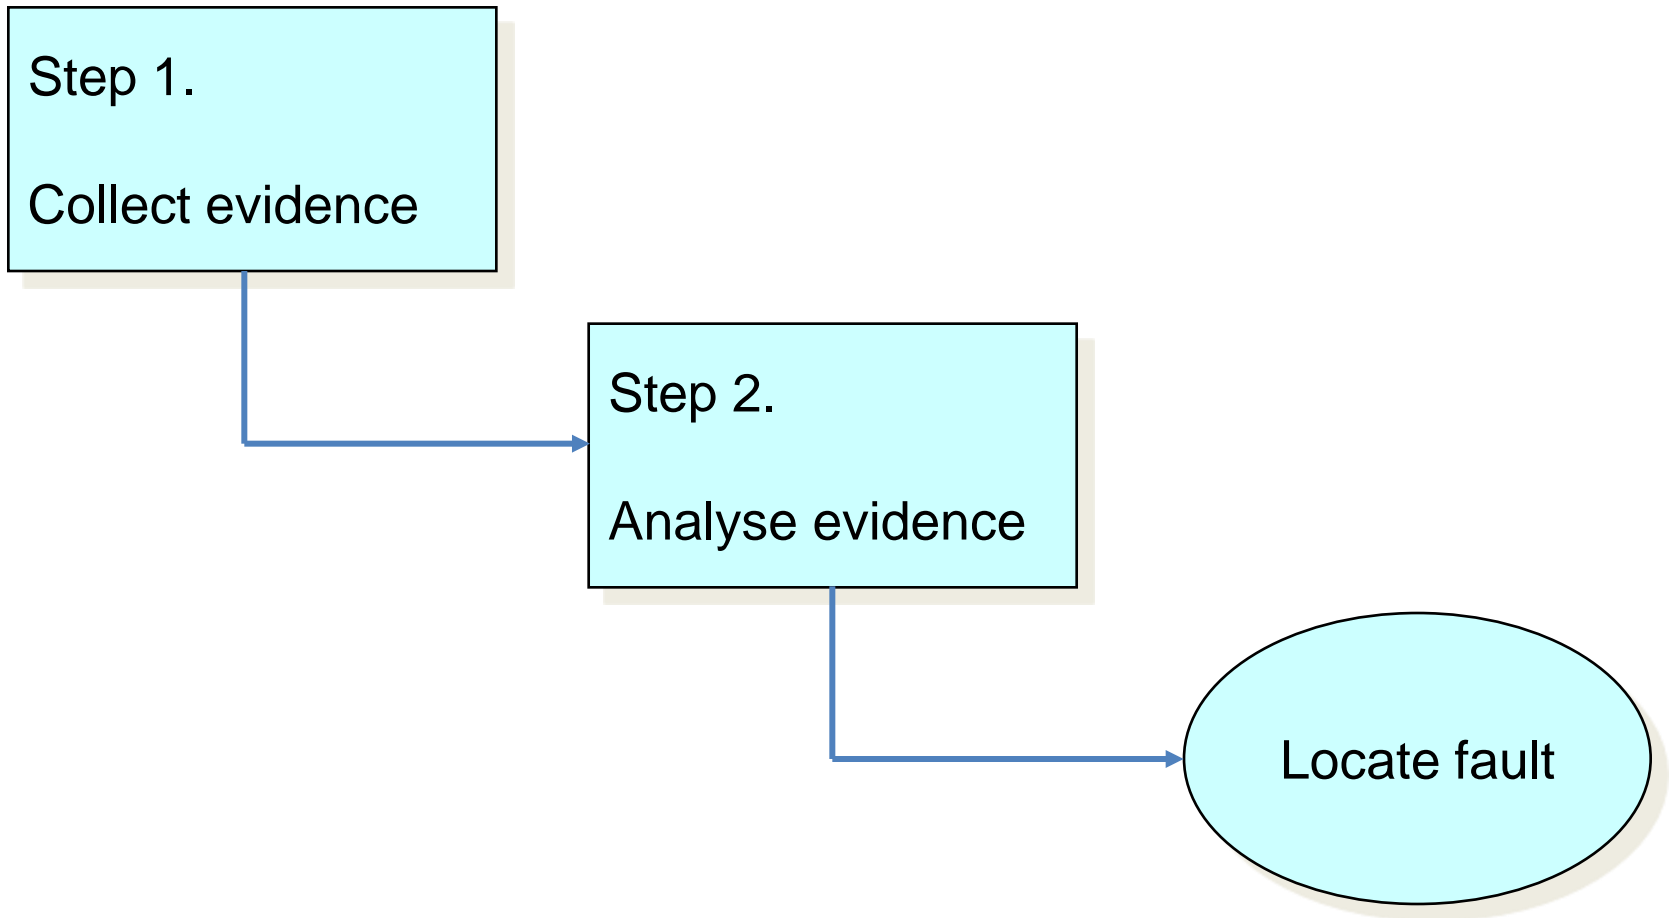 Step 1.
Collect evidence
Step 2.
Analyse evidence
Locate fault